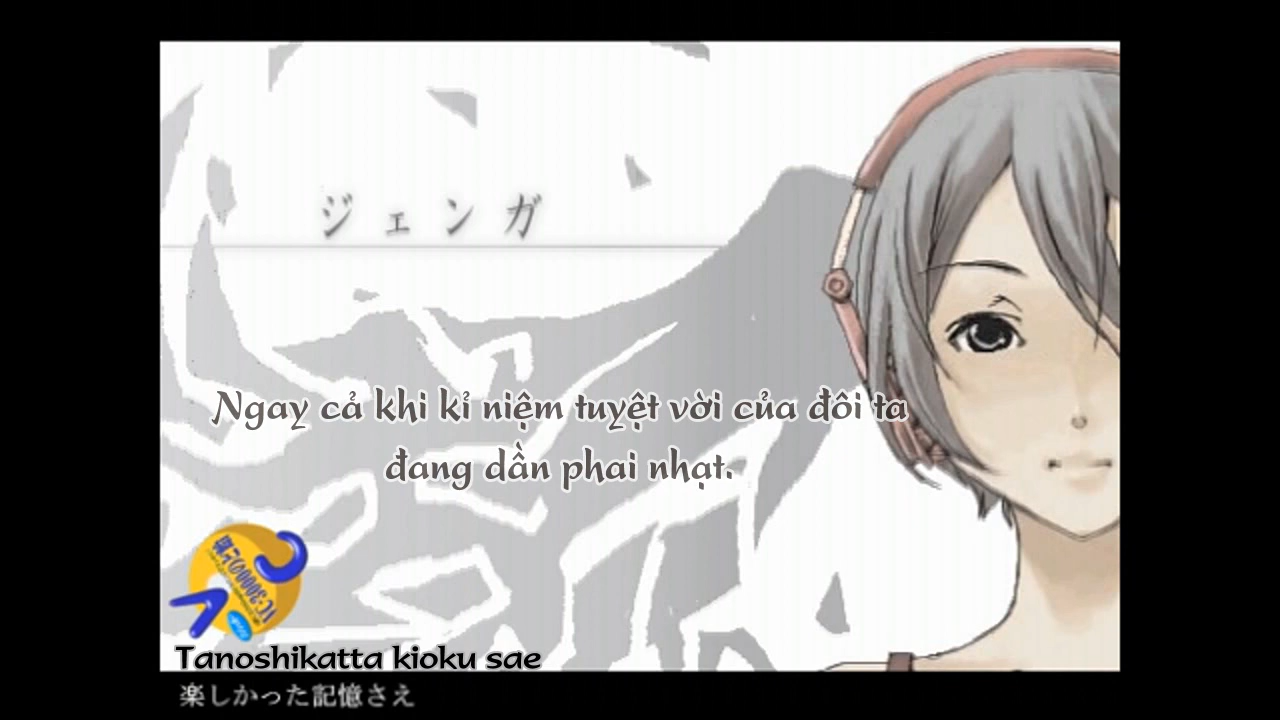 ジェンガ
Ngay cả khi kỉ niệm tuyệt vời của đôi ta
đang dần phai nhạt.
Tanoshikatta kioku sae
楽しかった記憶さえ